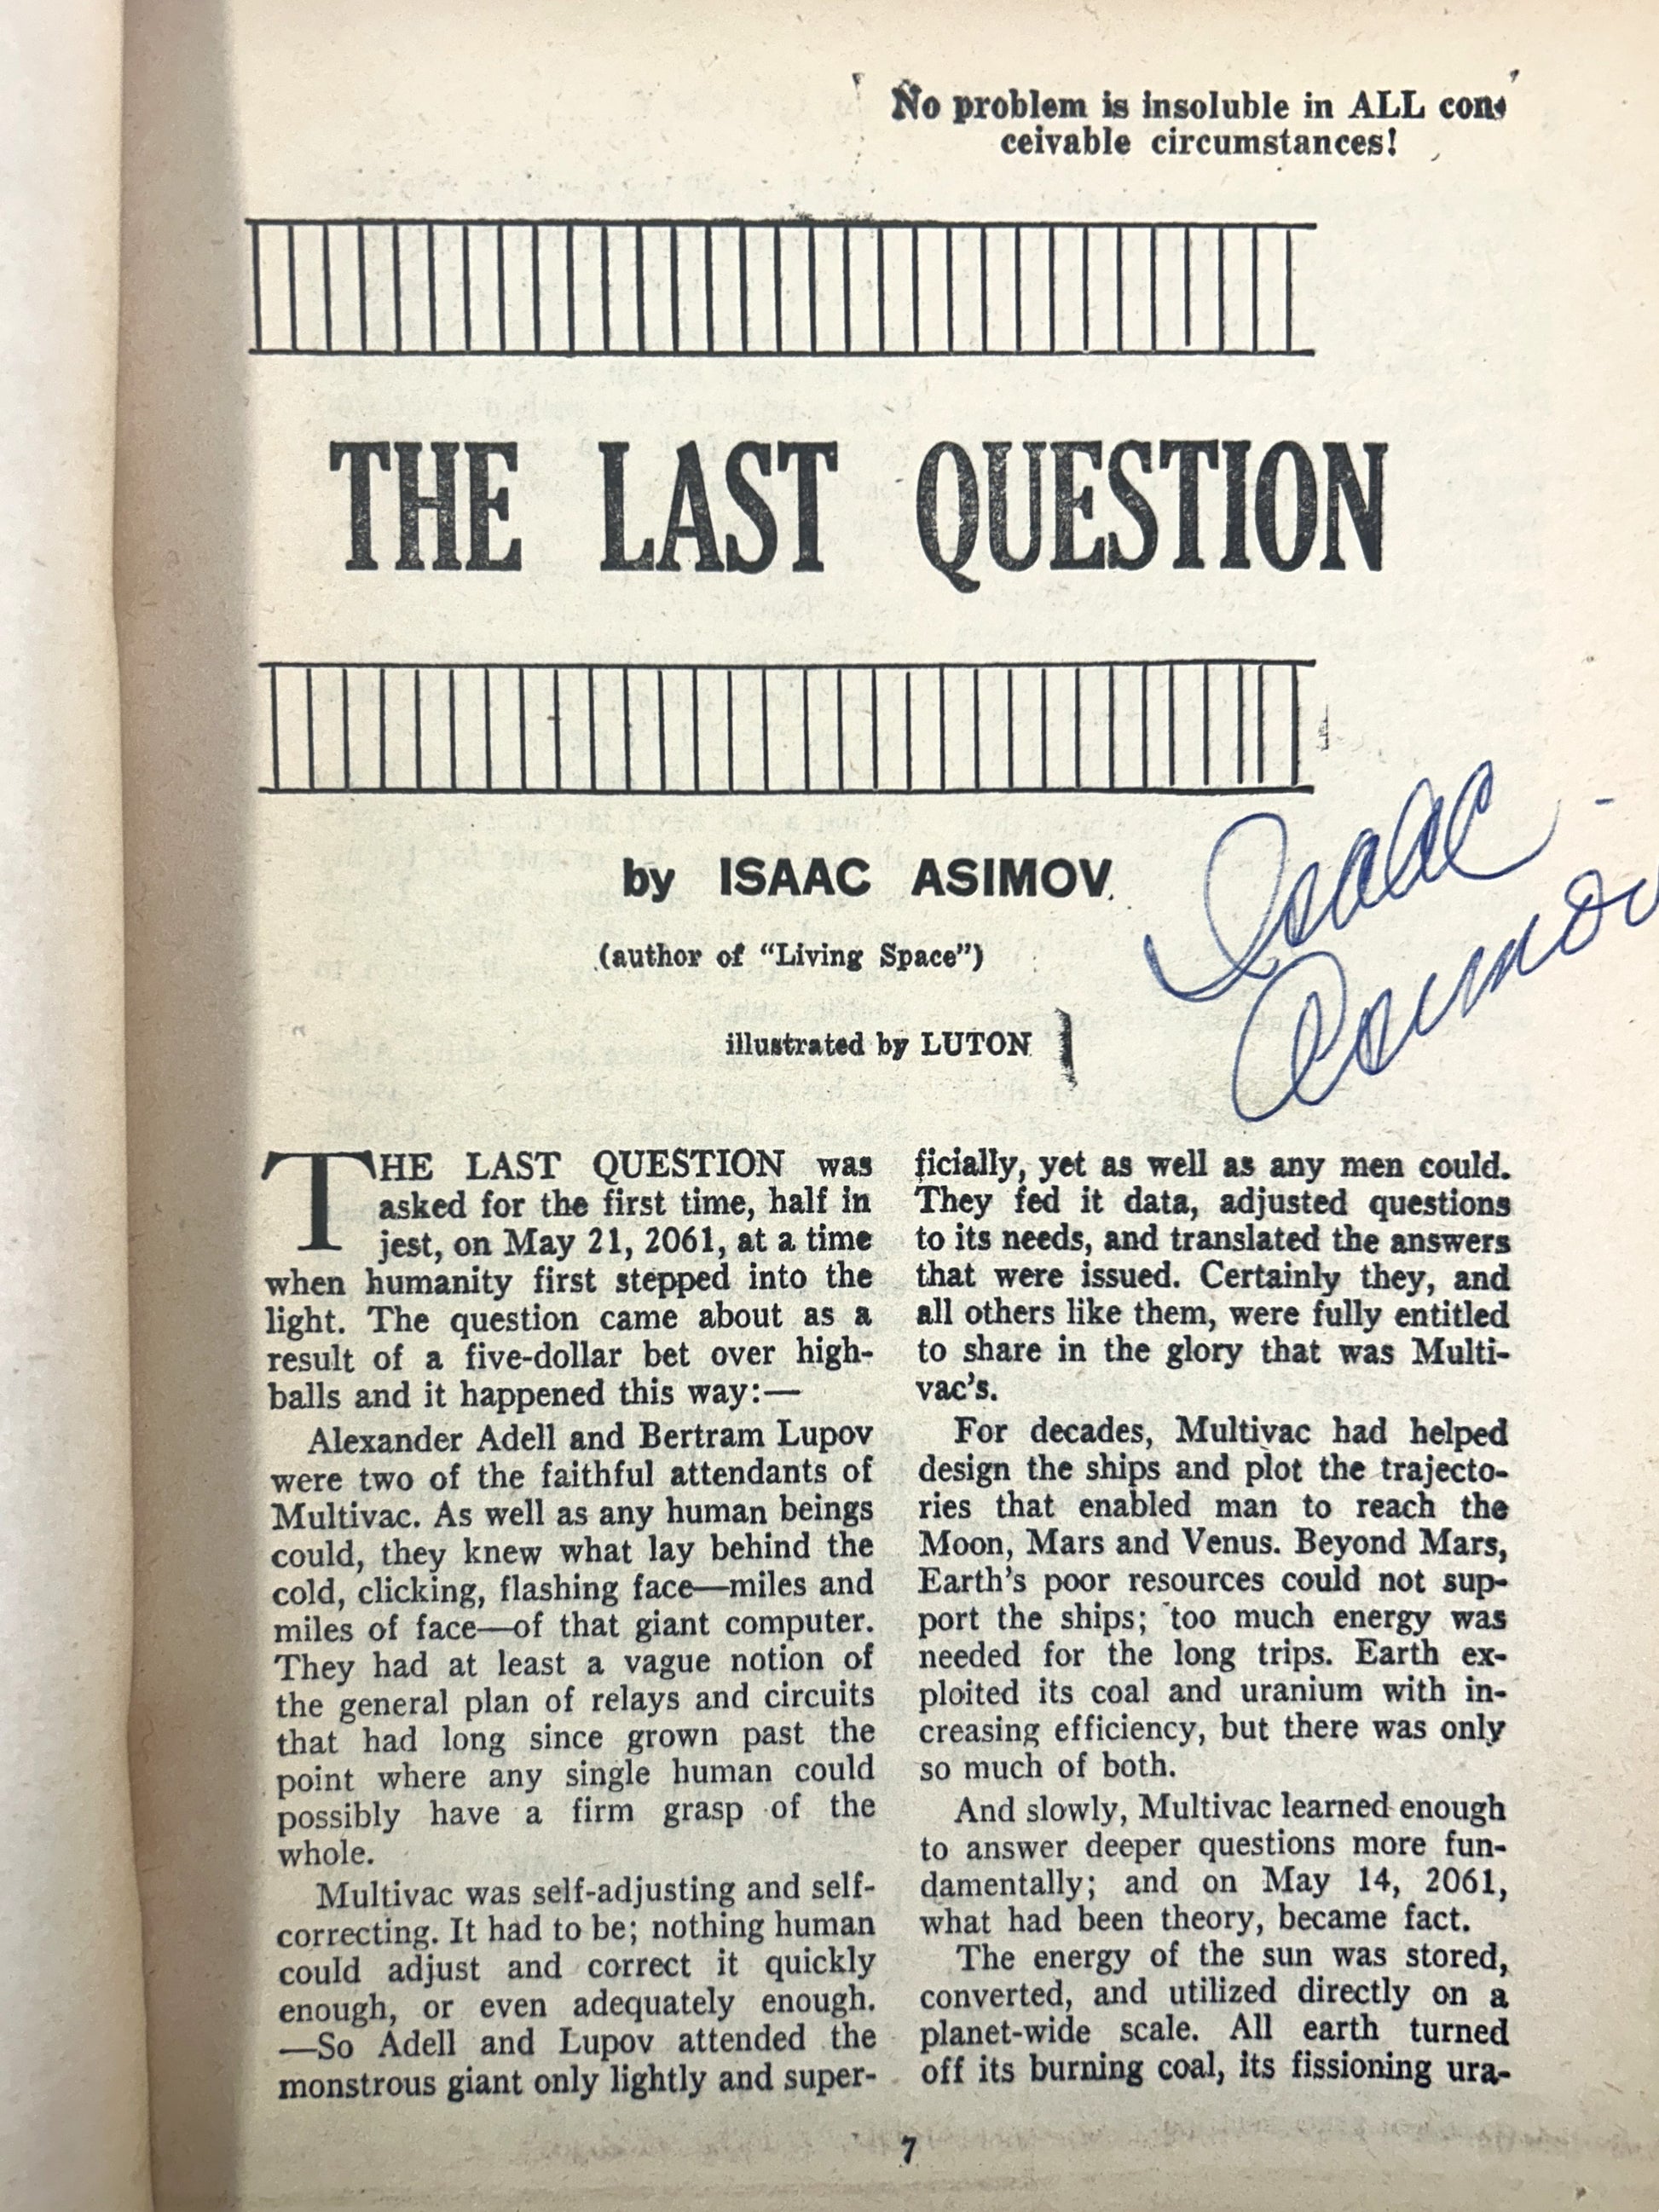 No problem is insoluble in ALL con-
ceivable circumstances!
THE LAST QUESTION
by ISAAC ASIMOV
(author of "Living Space")
illustrated by LUTON
Isaac
Asimov
THE LAST QUESTION was
asked for the first time, half in
jest, on May 21, 2061, at a time
when humanity first stepped into the
light. The question came about as a
result of a five-dollar bet over high-
balls and it happened this way:—
Alexander Adell and Bertram Lupov
were two of the faithful attendants of
Multivac. As well as any human beings
could, they knew what lay behind the
cold, clicking, flashing face—miles and
miles of face—of that giant computer.
They had at least a vague notion of
the general plan of relays and circuits
that had long since grown past the
point where any single human could
possibly have a firm grasp of the
whole.
Multivac was self-adjusting and self-
correcting. It had to be; nothing human
could adjust and correct it quickly
enough, or even adequately enough.
—So Adell and Lupov attended the
monstrous giant only lightly and super-
ficially, yet as well as any men could.
They fed it data, adjusted questions
to its needs, and translated the answers
that were issued. Certainly they, and
all others like them, were fully entitled
to share in the glory that was Multi-
vac's.
For decades, Multivac had helped
design the ships and plot the trajecto-
ries that enabled man to reach the
Moon, Mars and Venus. Beyond Mars,
Earth's poor resources could not sup-
port the ships; too much energy was
needed for the long trips. Earth ex-
ploited its coal and uranium with in-
creasing efficiency, but there was only
so much of both.
And slowly, Multivac learned enough
to answer deeper questions more fun-
damentally; and on May 14, 2061,
what had been theory, became fact.
The energy of the sun was stored,
converted, and utilized directly on a
planet-wide scale. All earth turned
off its burning coal, its fissioning ura-
7